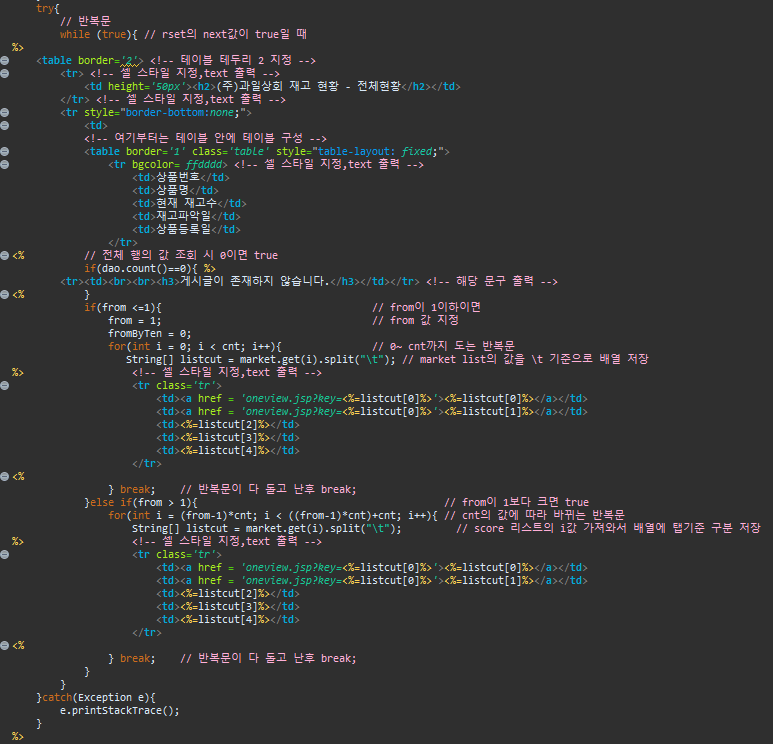 try{
// 반복문
while (true){ // rset의 next값이 true일 때
%>
<table border='2'> <!-- 테이블 테두리 2 지정 -->
<tr> <!-- 셀 스타일 지정,text 출력 -->
<td height='50px'><h2>(주)과일상회 재고 현황 - 전체현황</h2></td>
</tr> <!-- 셀 스타일 지정,text 출력 -->
<tr style="border-bottom:none;">
<td>
<!-- 여기부터는 테이블 안에 테이블 구성 -->
<table border='1' class='table' style="table-layout: fixed;">
<tr bgcolor= ffdddd> <!-- 셀 스타일 지정,text 출력 -->
<td>상품번호</td>
<td>상품명</td>
<td>현재 재고수</td>
<td>재고파악일</td>
<td>상품등록일</td>
</tr>
<% // 전체 행의 값 조회 시 0이면 true
if(dao.count()==0){ %>
<tr><td><br><br><h3>게시글이 존재하지 않습니다.</h3></td></tr> <!-- 해당 문구 출력 -->
<% }
if(from <=1){ // from이 1이하이면
from = 1; // from 값 지정
fromByTen = 0;
for(int i = 0; i < cnt; i++){ // 0~ cnt까지 도는 반복문
String[] listcut = market.get(i).split("\t"); // market list의 값을 \t 기준으로 배열 저장
%> <!-- 셀 스타일 지정,text 출력 -->
<tr class='tr'>
<td><a href = 'oneview.jsp?key=<%=listcut[0]%>'><%=listcut[0]%></a></td>
<td><a href = 'oneview.jsp?key=<%=listcut[0]%>'><%=listcut[1]%></a></td>
<td><%=listcut[2]%></td>
<td><%=listcut[3]%></td>
<td><%=listcut[4]%></td>
</tr>
<%
} break; // 반복문이 다 돌고 난후 break;
}else if(from > 1){ // from이 1보다 크면 true
for(int i = (from-1)*cnt; i < ((from-1)*cnt)+cnt; i++){ // cnt의 값에 따라 바뀌는 반복문
String[] listcut = market.get(i).split("\t"); // score 리스트의 i값 가져와서 배열에 탭기준 구분 저장
%> <!-- 셀 스타일 지정,text 출력 -->
<tr class='tr'>
<td><a href = 'oneview.jsp?key=<%=listcut[0]%>'><%=listcut[0]%></a></td>
<td><a href = 'oneview.jsp?key=<%=listcut[0]%>'><%=listcut[1]%></a></td>
<td><%=listcut[2]%></td>
<td><%=listcut[3]%></td>
<td><%=listcut[4]%></td>
</tr>
<%
} break; // 반복문이 다 돌고 난후 break;
}
}
}catch(Exception e){
e.printStackTrace();
}
%>